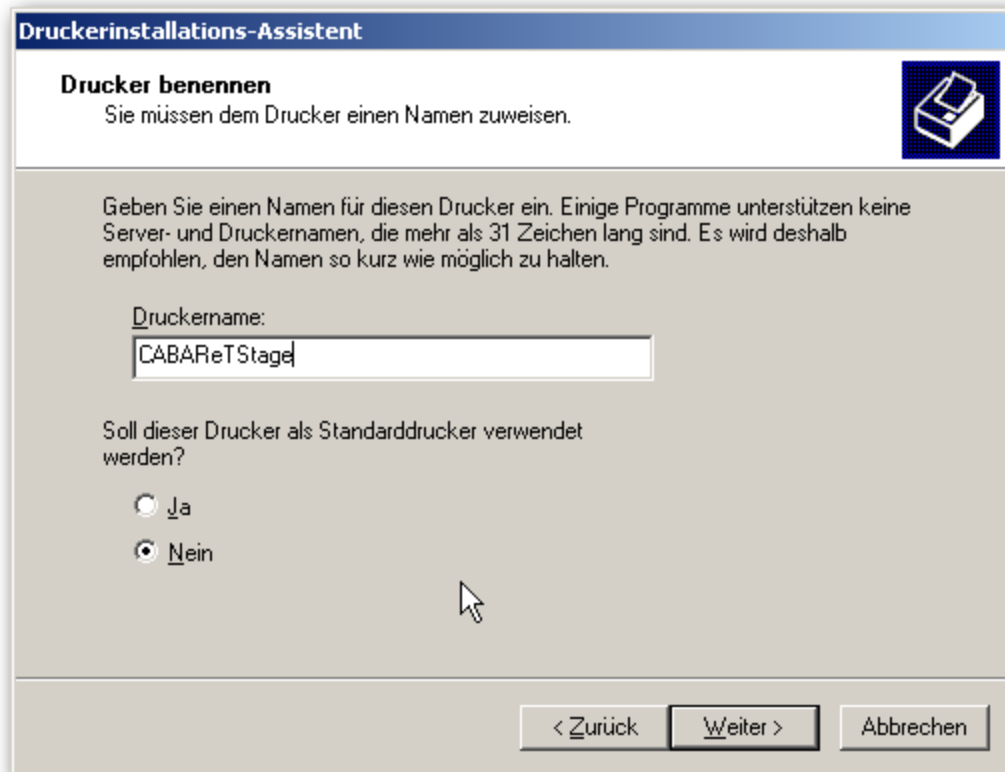 Druckerinstallations-Assistent
Drucker benennen
Sie müssen dem Drucker einen Namen zuweisen.
Geben Sie einen Namen für diesen Drucker ein. Einige Programme unterstützen keine
Server- und Druckernamen, die mehr als 31 Zeichen lang sind. Es wird deshalb
empfohlen, den Namen so kurz wie möglich zu halten.
Druckername:
CABAReTStage
Soll dieser Drucker als Standarddrucker verwendet
werden?
Ja
Nein
< Zurück Weiter > Abbrechen